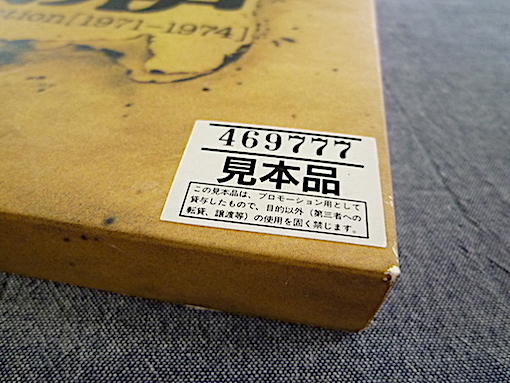 ction[1971-1974]
469777
見本品
この見本品は、プロモーション用として
貸与したもので、目的以外（第三者への
転貸、譲渡等）の使用を固く禁じます。